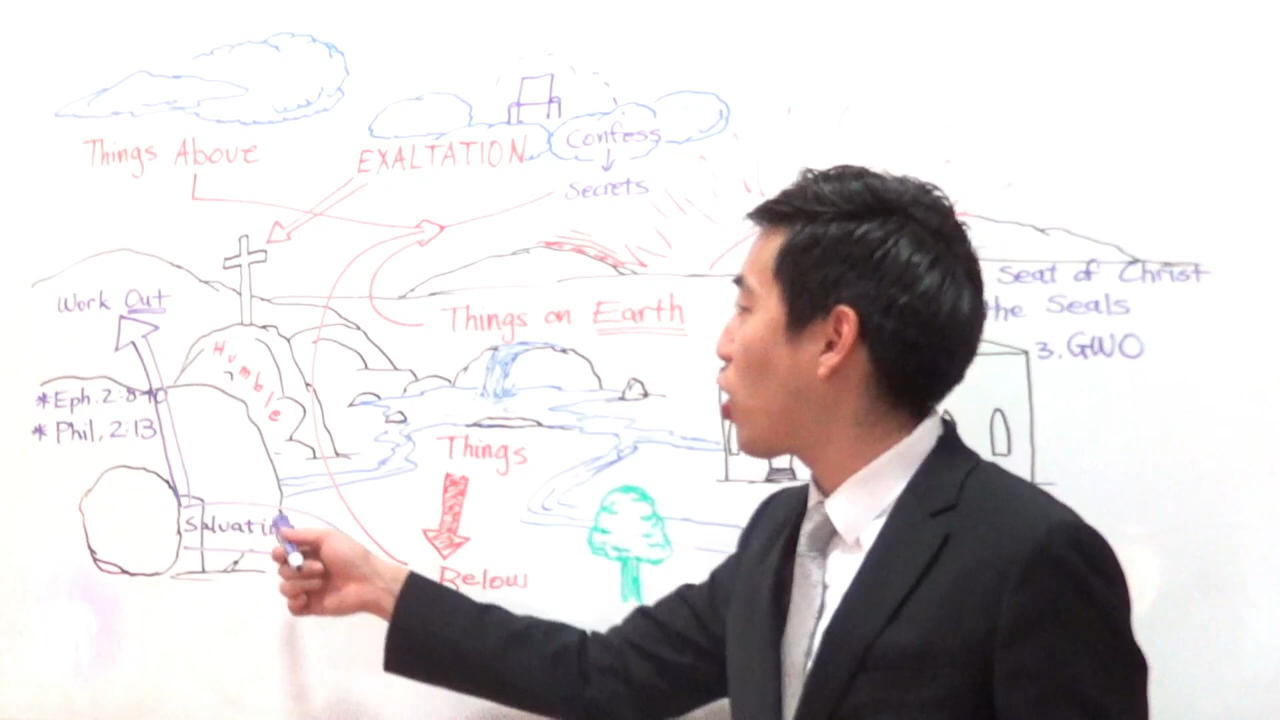 Things Above
EXALTATION
Confess
Secrets
Work Out
Things on Earth
Seat of Christ
the Seals
3. GWO
Humble
*Eph. 2:8-10
* Phil. 2:13
Things
Below